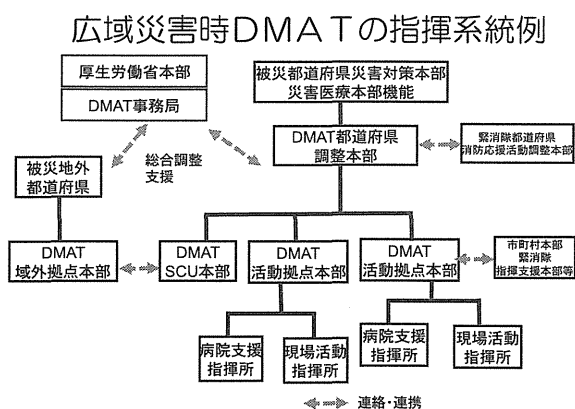 広域災害時DMATの指揮系統例
厚生労働省本部
DMAT事務局
被災都道府県災害対策本部
災害医療本部機能
DMAT都道府県
調整本部
緊消隊都道府県
消防応援活動調整本部
総合調整
支援
被災地外
都道府県
DMAT
域外拠点本部
DMAT
SCU本部
DMAT
活動拠点本部
DMAT
活動拠点本部
市町村本部
緊消隊
指揮支援本部等
病院支援
指揮所
現場活動
指揮所
病院支援
指揮所
現場活動
指揮所
連絡・連携